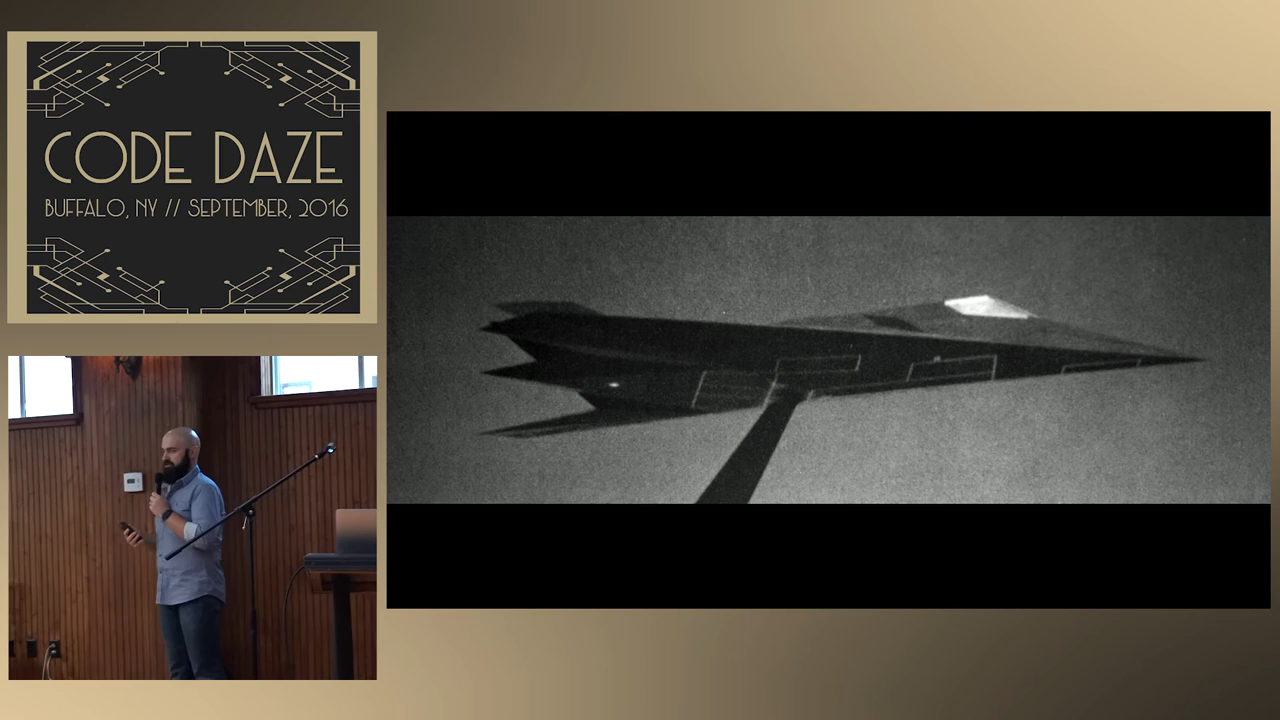 CODE DAZE
BUFFALO, NY // SEPTEMBER, 2016